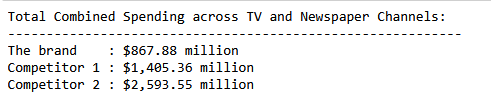 Total Combined Spending across TV and Newspaper Channels:
------------------------------------------------------------
The brand    : $867.88 million
Competitor 1 : $1,405.36 million
Competitor 2 : $2,593.55 million